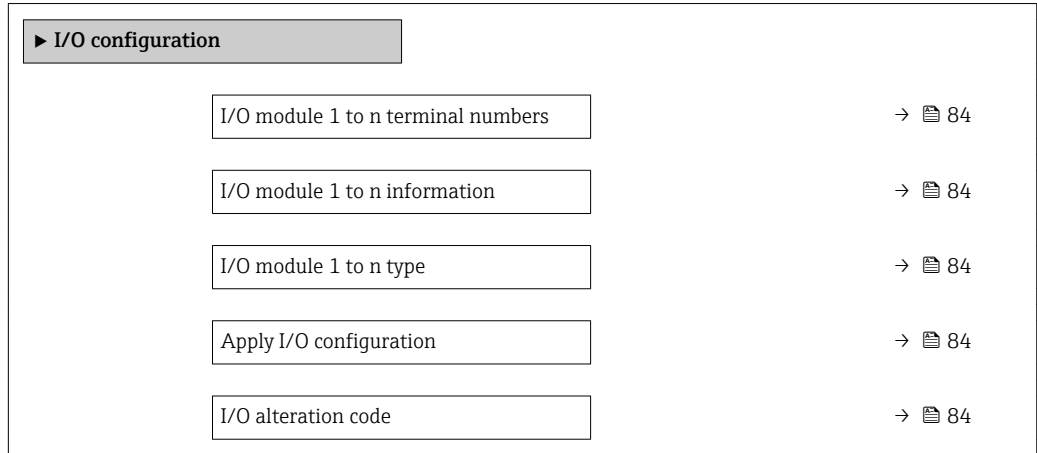 ► I/O configuration
I/O module 1 to n terminal numbers → 84
I/O module 1 to n information → 84
I/O module 1 to n type → 84
Apply I/O configuration → 84
I/O alteration code → 84